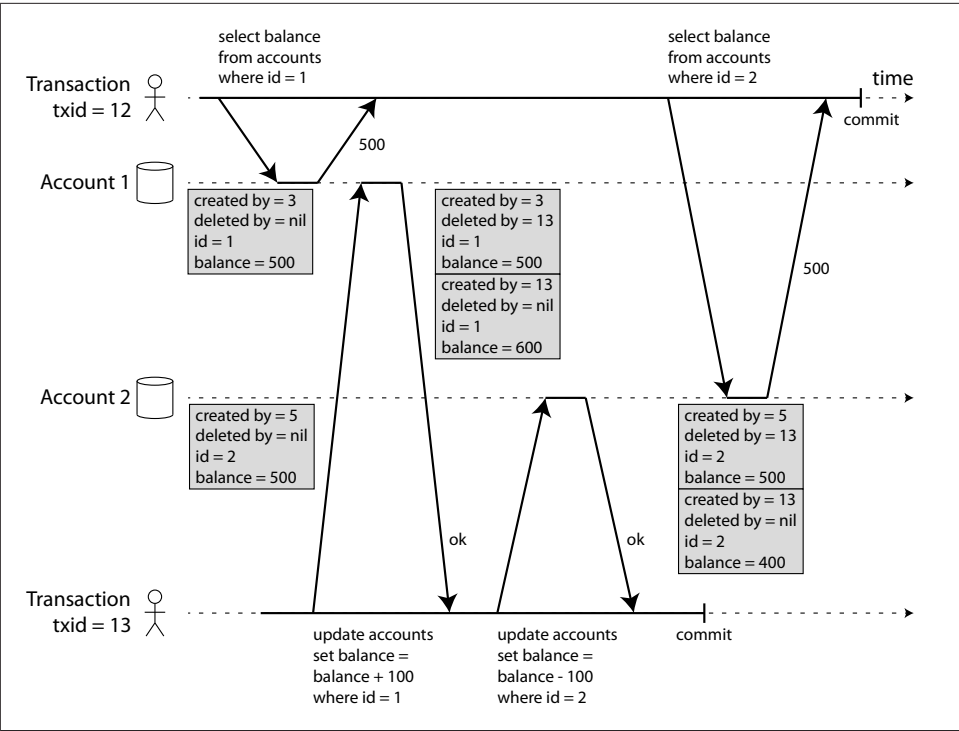 select balance
from accounts
where id = 1
select balance
from accounts
where id = 2
Transaction
txid = 12
time
commit
500
Account 1
created by = 3
deleted by = nil
id = 1
balance = 500
created by = 3
deleted by = 13
id = 1
balance = 500
created by = 13
deleted by = nil
id = 1
balance = 600
500
Account 2
created by = 5
deleted by = nil
id = 2
balance = 500
created by = 5
deleted by = 13
id = 2
balance = 500
created by = 13
deleted by = nil
id = 2
balance = 400
ok
ok
Transaction
txid = 13
commit
update accounts
set balance =
balance + 100
where id = 1
update accounts
set balance =
balance - 100
where id = 2